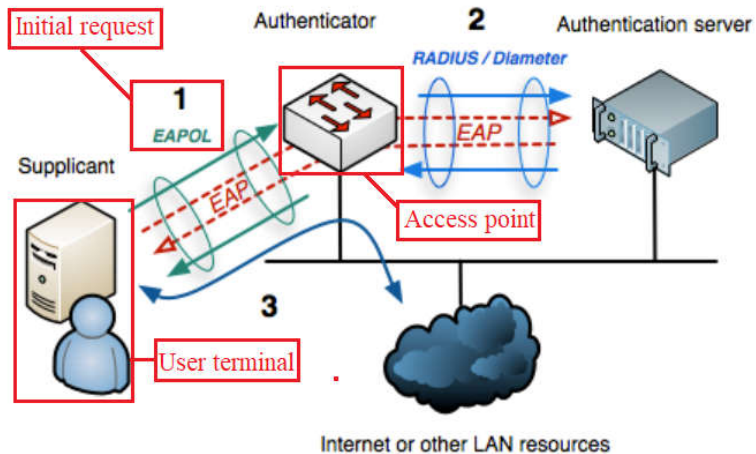 Initial request
Authenticator
2
Authentication server
RADIUS / Diameter
1
EAPOL
EAP
Supplicant
EAP
Access point
3
User terminal
Internet or other LAN resources